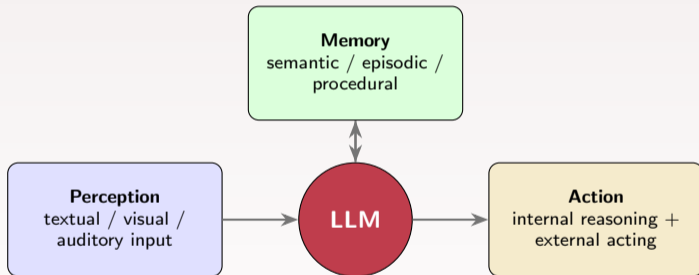 Memory
semantic / episodic /
procedural
Perception
textual / visual /
auditory input
LLM
Action
internal reasoning +
external acting